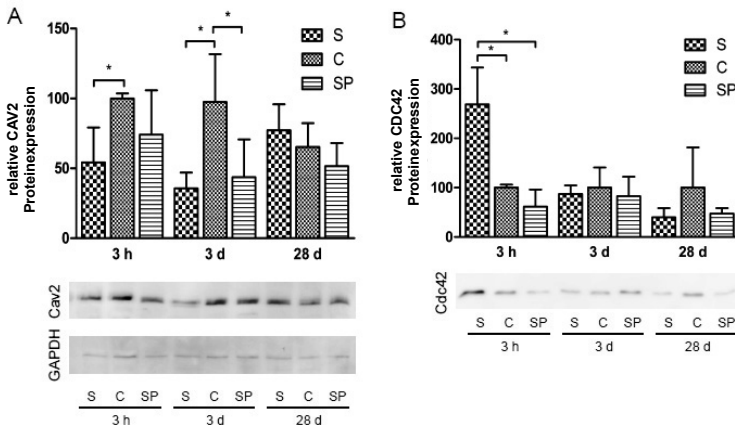 A
relative CAV2
Proteinexpression
150
100
50
0
*
*
*
S
C
SP
3 h
3 d
28 d
Cav2
GAPDH
S C SP S C SP S C SP
3 h 3 d 28 d
B
relative CDC42
Proteinexpression
400
300
200
100
0
*
*
S
C
SP
3 h
3 d
28 d
Cdc42
S C SP S C SP S C SP
3 h 3 d 28 d